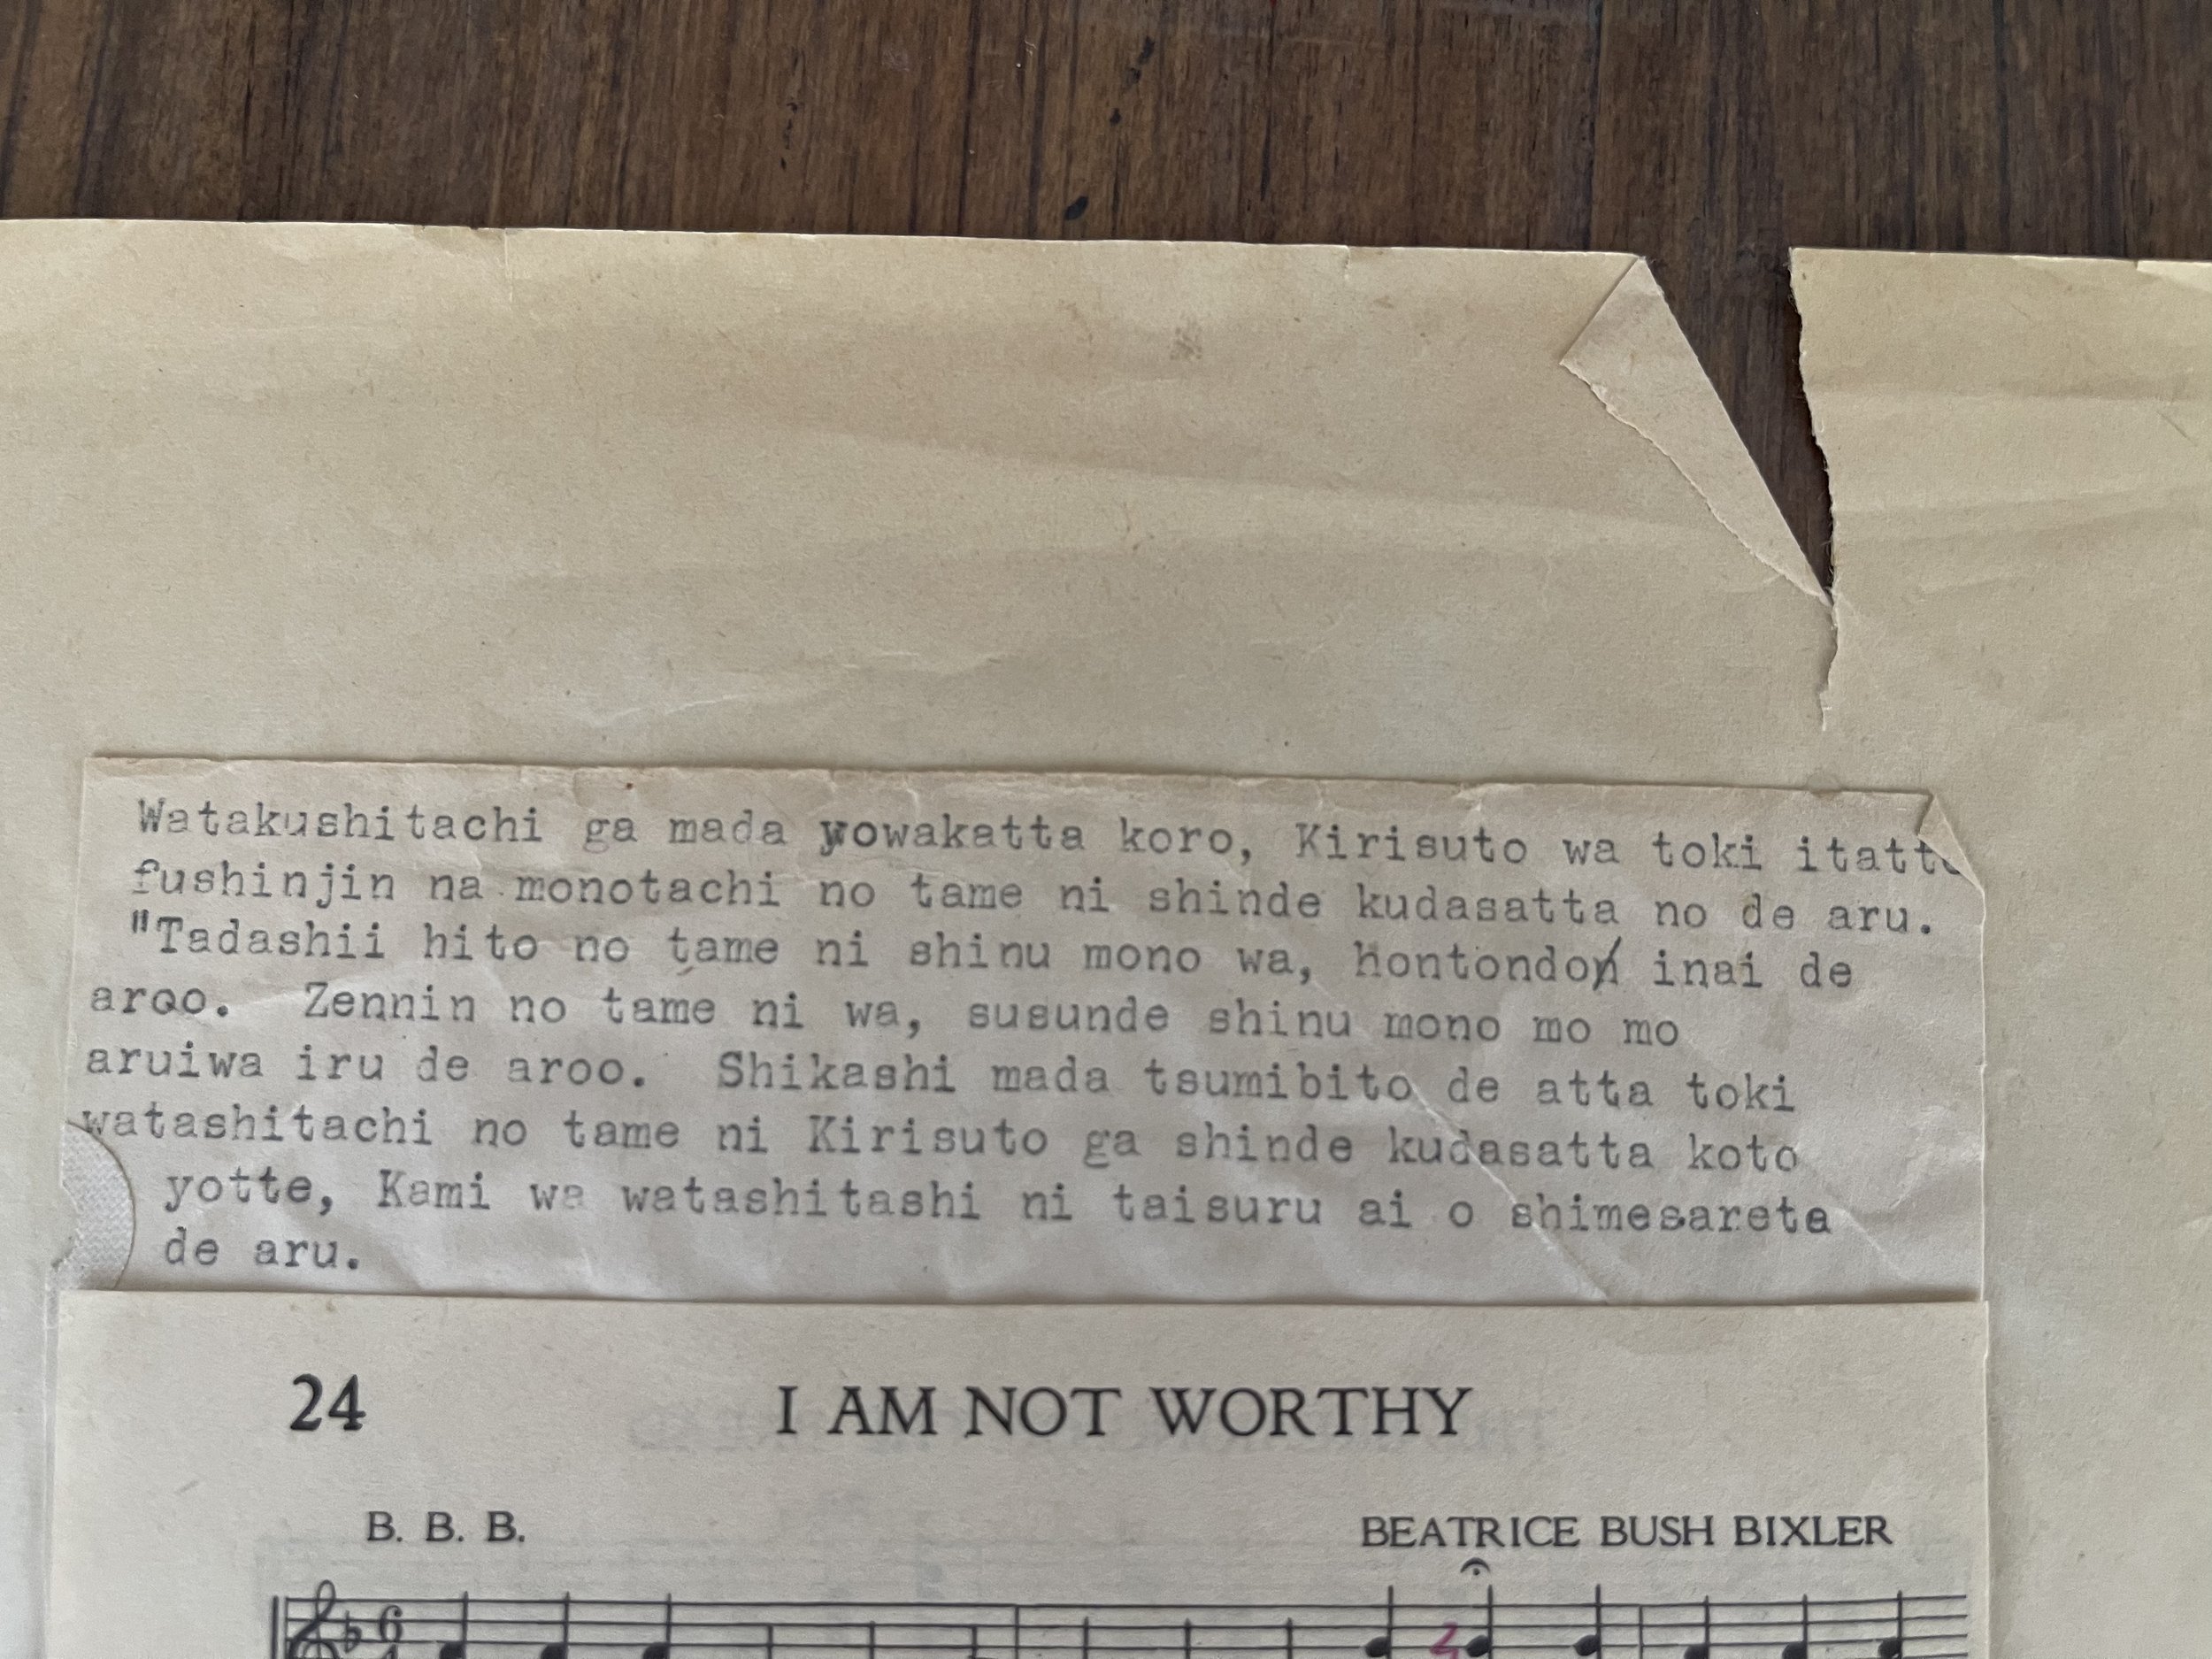 Watakushitachi ga mada yowakatta koro, Kirisuto wa toki itatte
fushinjin na monotachi no tame ni shinde kudasatta no de aru.
"Tadashii hito no tame ni shinu mono wa, hontondo inai de
aroo. Zennin no tame ni wa, susunde shinu mono mo mo
aruiwa iru de aroo. Shikashi mada tsumibito de atta toki
watashitachi no tame ni Kirisuto ga shinde kudasatta koto
yotte, Kami wa watashitashi ni taisuru ai o shimesareta
de aru.
24 I AM NOT WORTHY
B. B. B. BEATRICE BUSH BIXLER
6